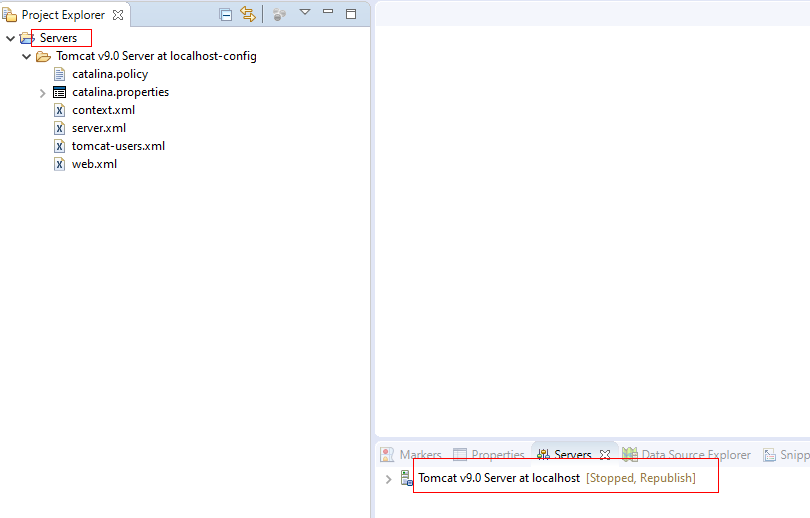 Project Explorer
Servers
Tomcat v9.0 Server at localhost-config
catalina.policy
catalina.properties
context.xml
server.xml
tomcat-users.xml
web.xml
Markers Properties Servers Data Source Explorer Snipp
Tomcat v9.0 Server at localhost [Stopped, Republish]